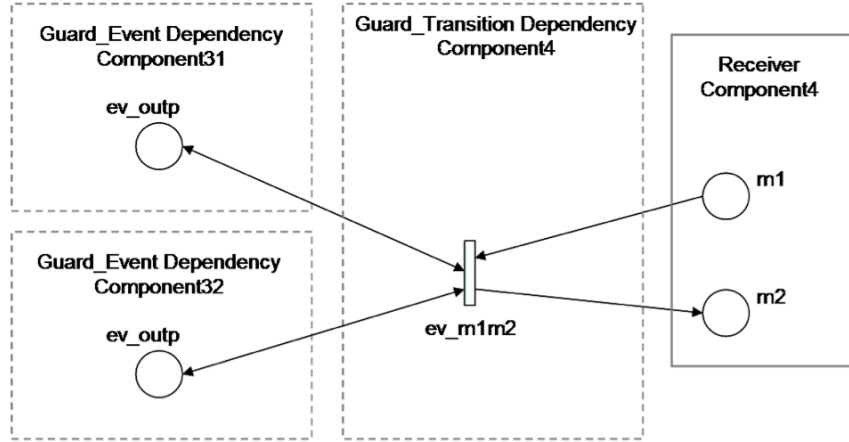 Guard_Event Dependency
Component31
ev_outp
Guard_Transition Dependency
Component4
Receiver
Component4
m1
Guard_Event Dependency
Component32
m2
ev_outp
ev_m1m2